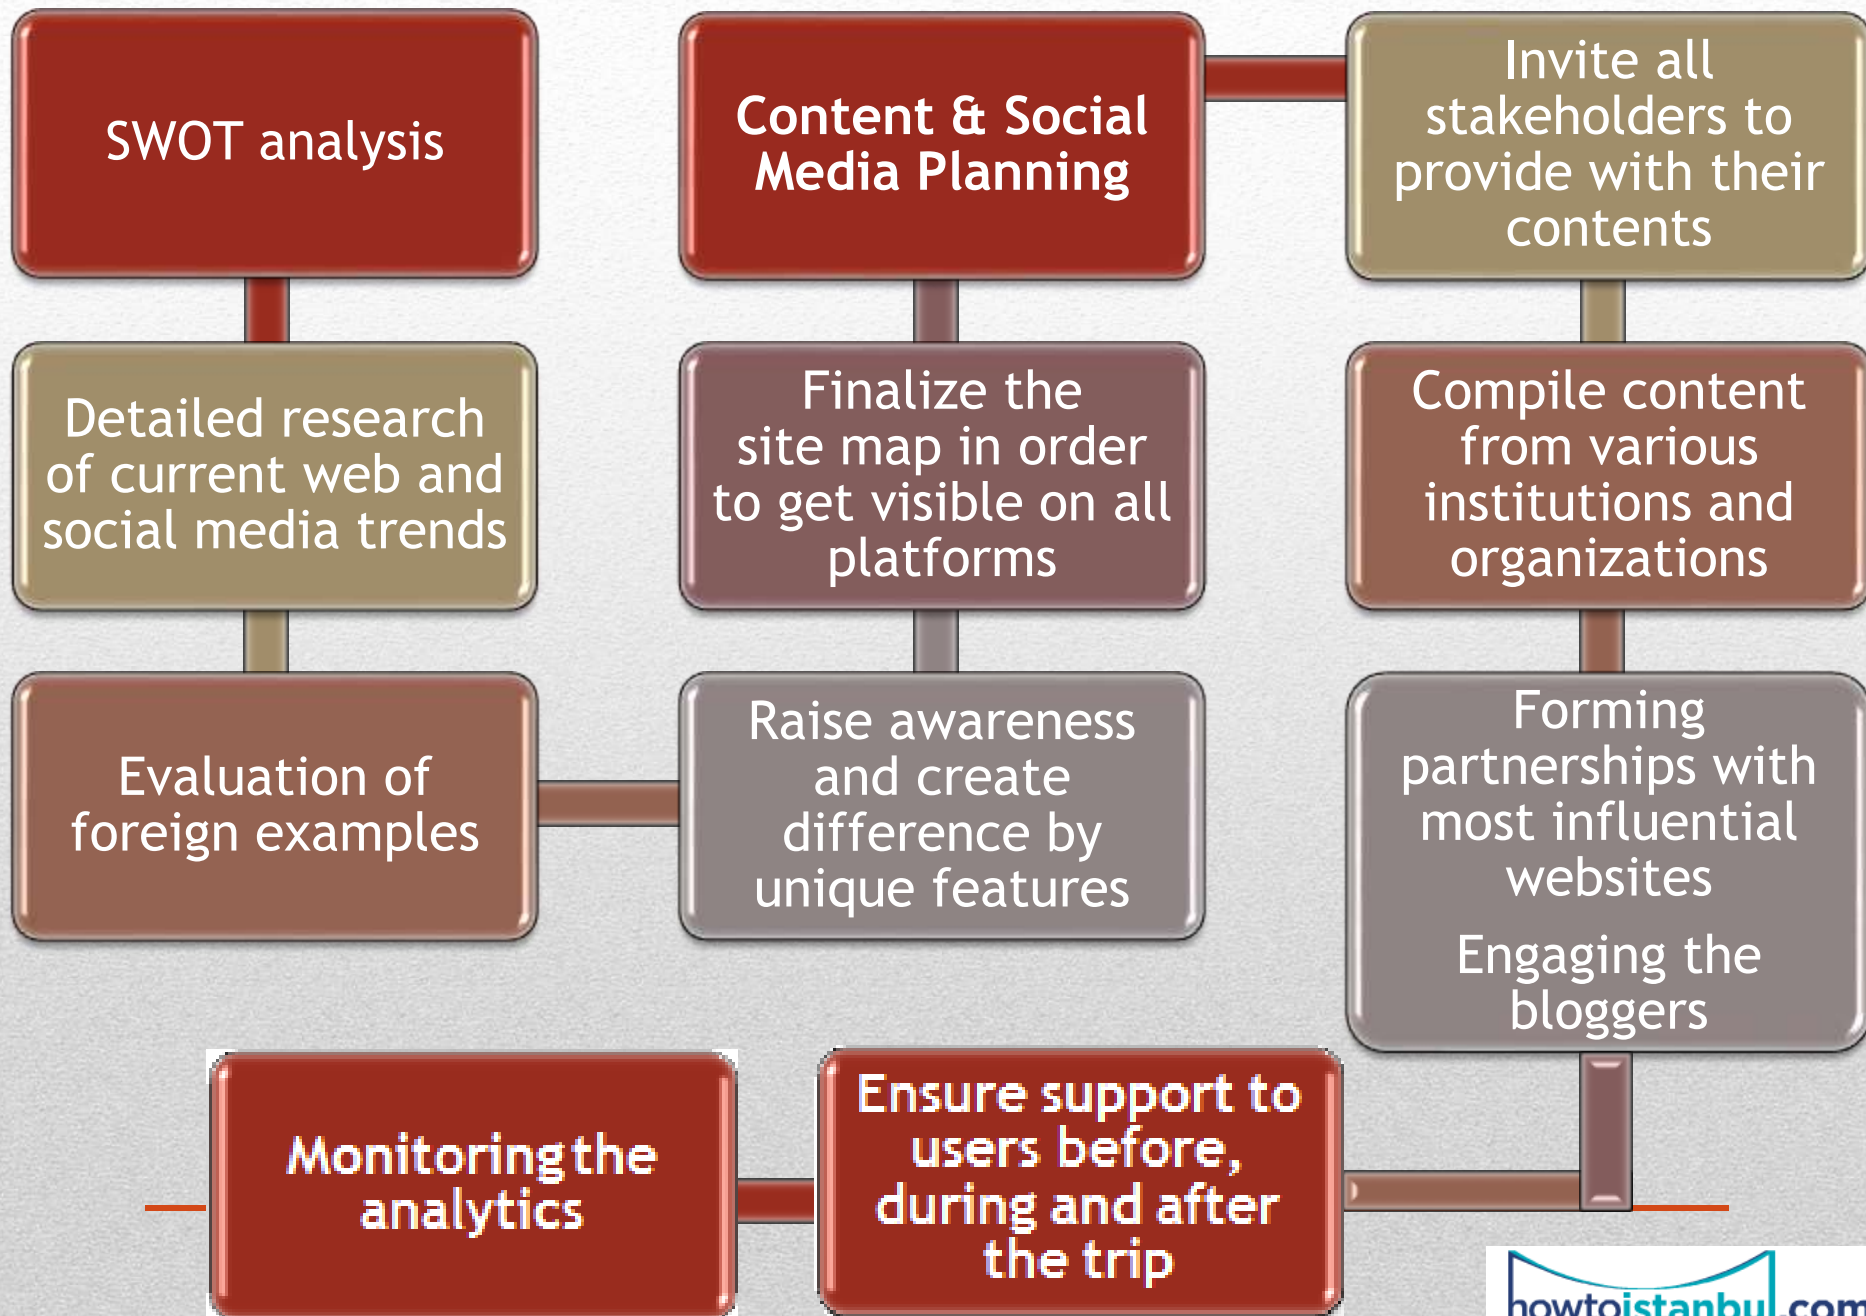 SWOT analysis
Detailed research
of current web and
social media trends
Evaluation of
foreign examples
Raise awareness
and create
difference by
unique features
Finalize the
site map in order
to get visible on all
platforms
Content & Social
Media Planning
Invite all
stakeholders to
provide with their
contents
Compile content
from various
institutions and
organizations
Forming
partnerships with
most influential
websites
Engaging the
bloggers
Ensure support to
users before,
during and after
the trip
Monitoring the
analytics
howtoistanbul.com